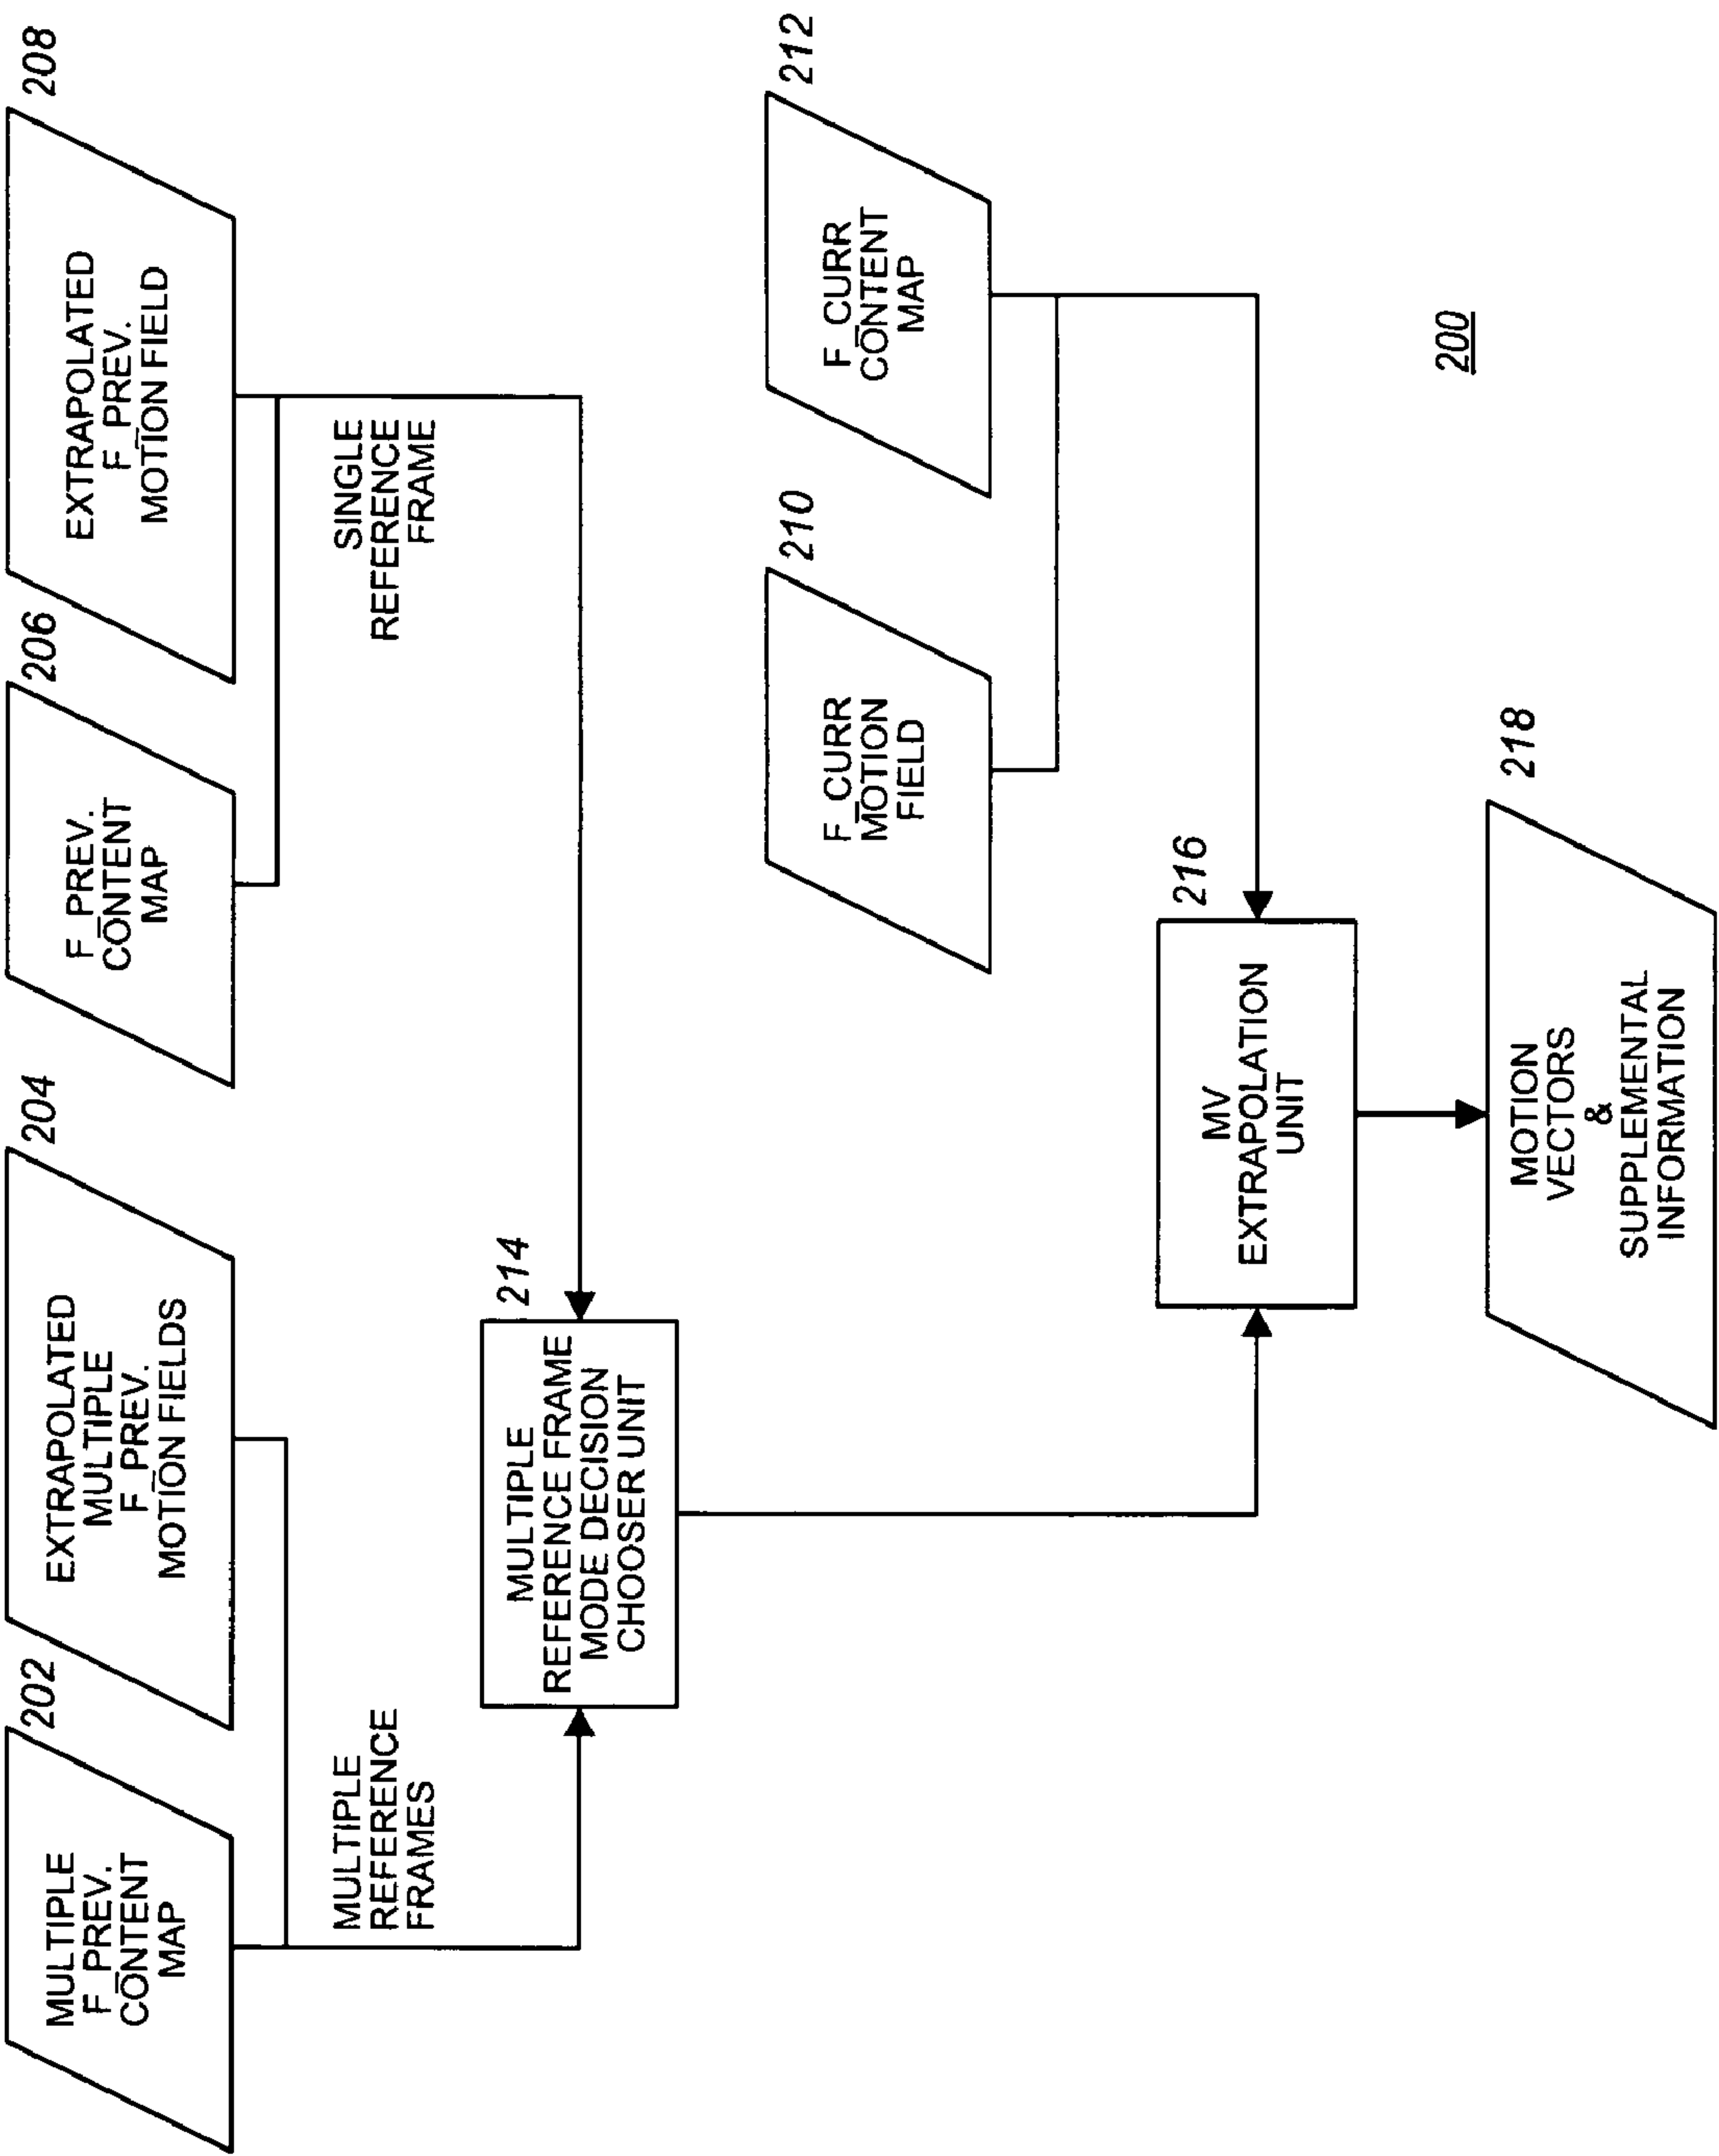 202
MULTIPLE
F_PREV.
CONTENT
MAP
204
EXTRAPOLATED
MULTIPLE
F_PREV.
MOTION FIELDS
206
F_PREV.
CONTENT
MAP
208
EXTRAPOLATED
F_PREV.
MOTION FIELD
MULTIPLE
REFERENCE
FRAMES
SINGLE
REFERENCE
FRAME
214
MULTIPLE
REFERENCE FRAME
MODE DECISION
CHOOSER UNIT
210
F_CURR
MOTION
FIELD
212
F_CURR
CONTENT
MAP
216
MV
EXTRAPOLATION
UNIT
218
MOTION
VECTORS
&
SUPPLEMENTAL
INFORMATION
200